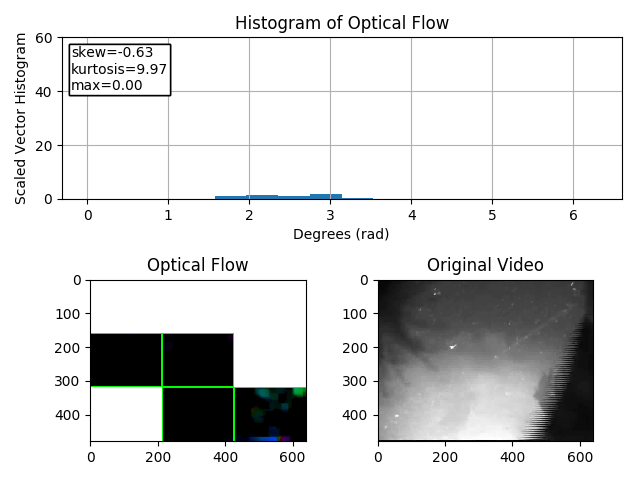 Histogram of Optical Flow
skew=-0.63
kurtosis=9.97
max=0.00
Scaled Vector Histogram
60
40
20
0
0 1 2 3 4 5 6
Degrees (rad)
Optical Flow
0
100
200
300
400
0 200 400 600
Original Video
0
100
200
300
400
0 200 400 600